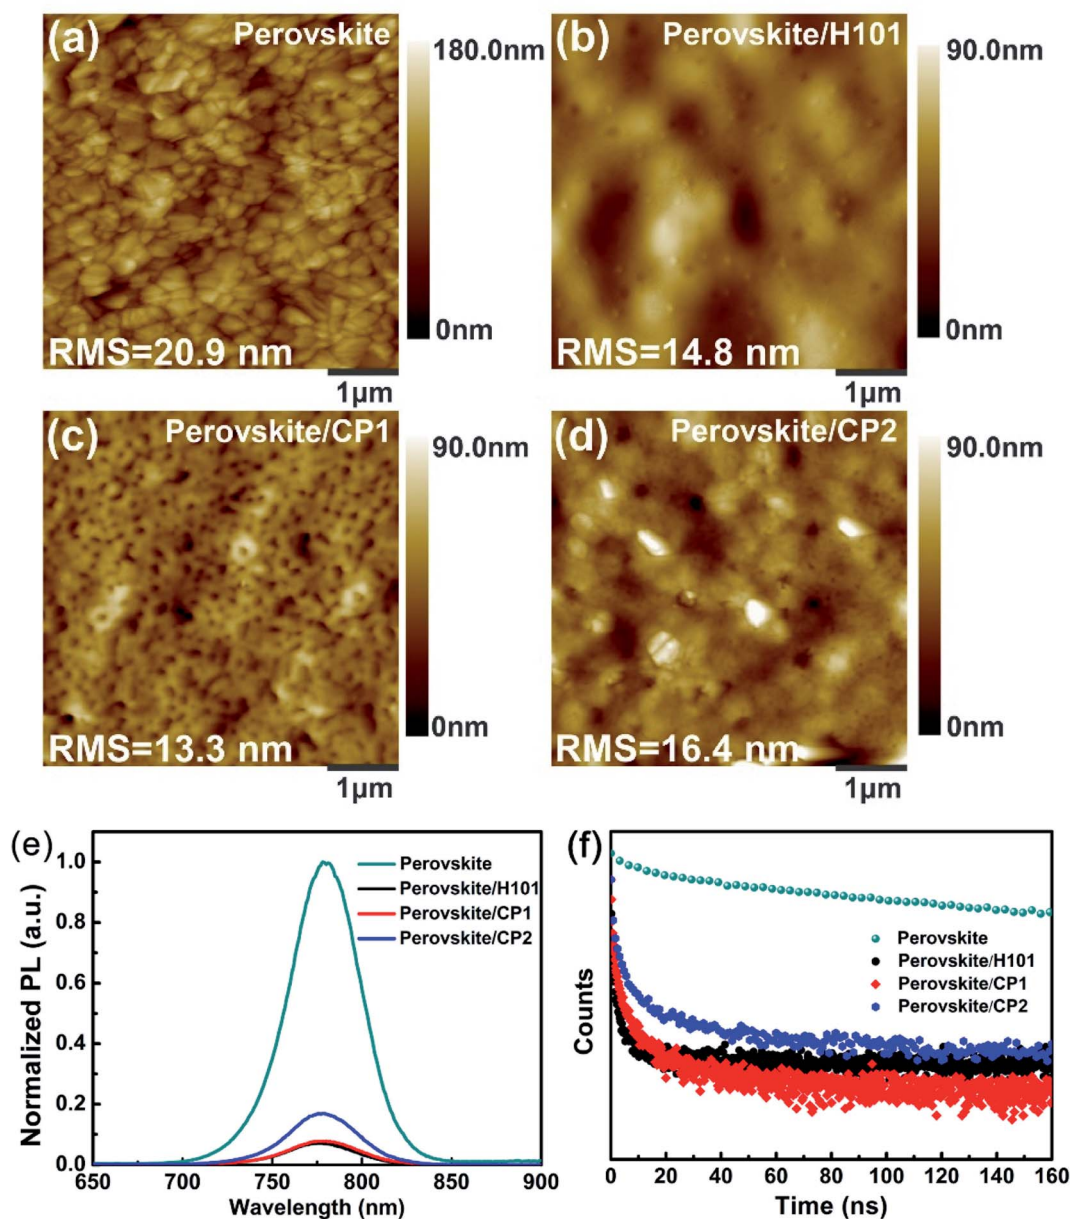 (a) Perovskite
180.0nm
0nm
RMS=20.9 nm
1μm
(b) Perovskite/H101
90.0nm
0nm
RMS=14.8 nm
1μm
(c) Perovskite/CP1
90.0nm
0nm
RMS=13.3 nm
1μm
(d) Perovskite/CP2
90.0nm
0nm
RMS=16.4 nm
1μm
(e)
Normalized PL (a.u.)
1.0
0.8
0.6
0.4
0.2
0.0
Perovskite
Perovskite/H101
Perovskite/CP1
Perovskite/CP2
650 700 750 800 850 900
Wavelength (nm)
(f)
Counts
Perovskite
Perovskite/H101
Perovskite/CP1
Perovskite/CP2
0 20 40 60 80 100 120 140 160
Time (ns)